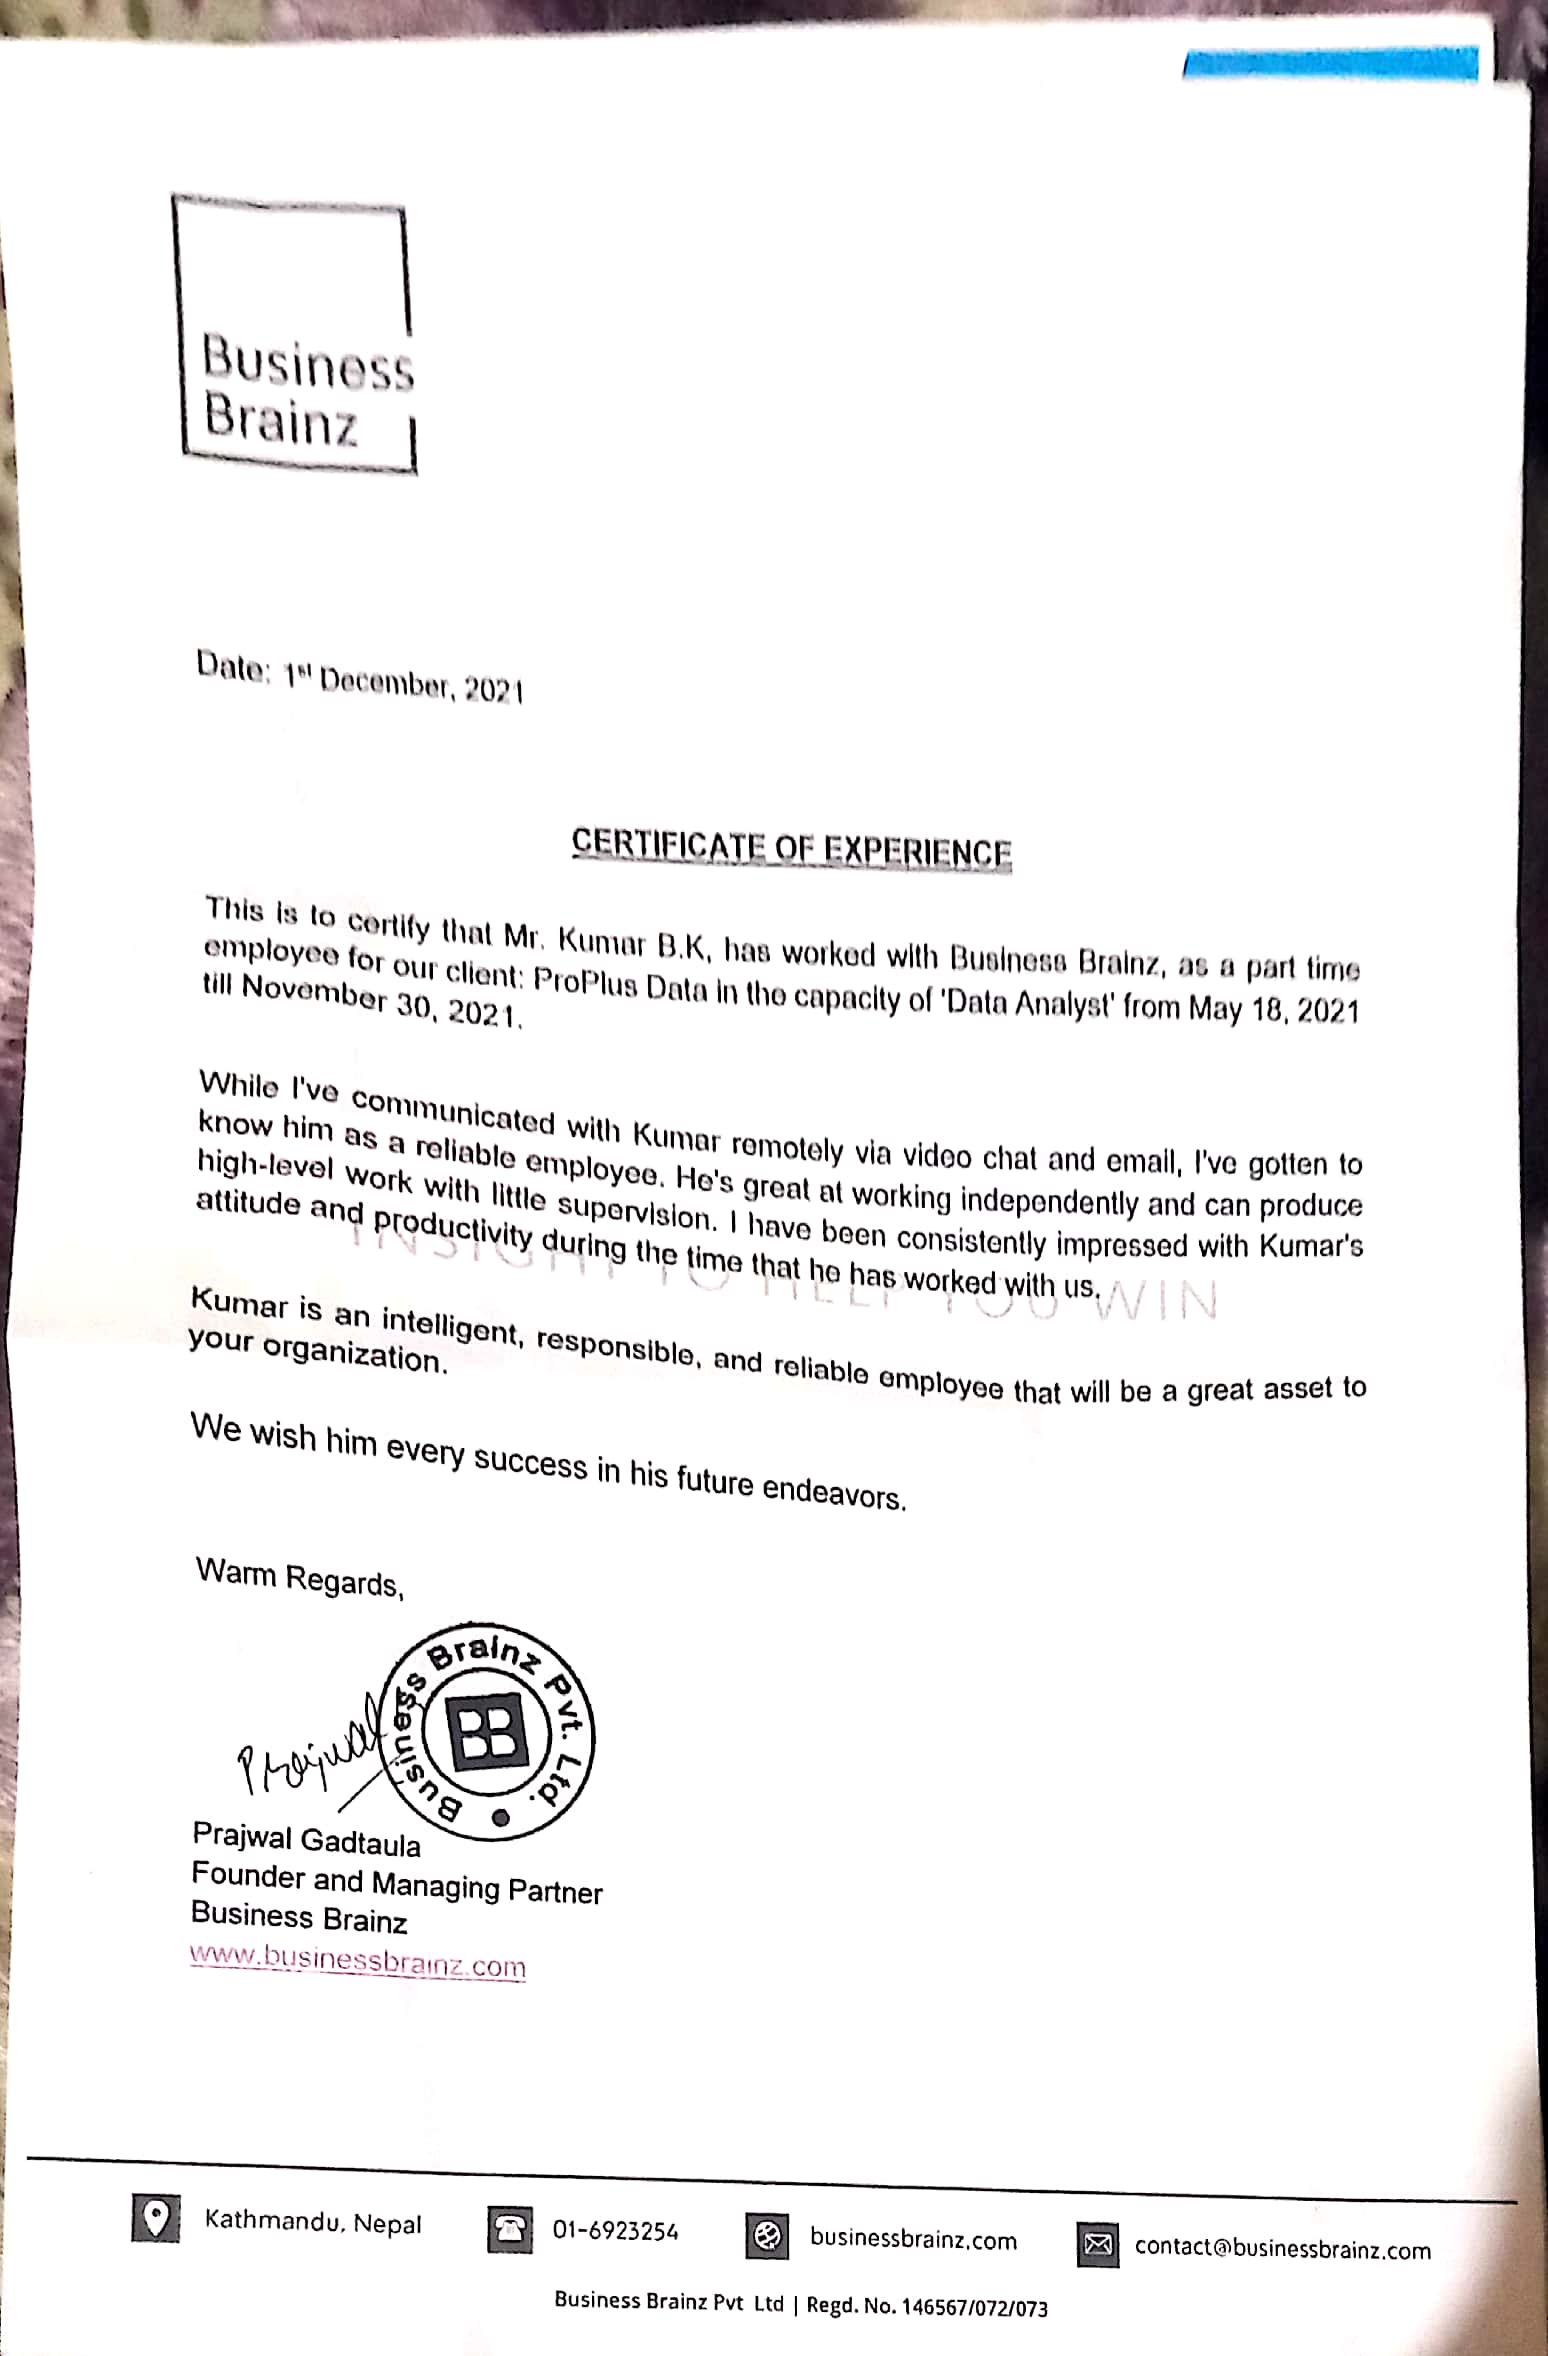 Business
Brainz
Date: 1st December, 2021
CERTIFICATE OF EXPERIENCE
This is to certify that Mr. Kumar B.K, has worked with Business Brainz, as a part time
employee for our client: ProPlus Data in the capacity of 'Data Analyst' from May 18, 2021
till November 30, 2021.
While I've communicated with Kumar remotely via video chat and email, I've gotten to
know him as a reliable employee. He's great at working independently and can produce
high-level work with little supervision. I have been consistently impressed with Kumar's
attitude and productivity during the time that he has worked with us.
INSIGHT TO HELP YOU WIN
Kumar is an intelligent, responsible, and reliable employee that will be a great asset to
your organization.
We wish him every success in his future endeavors.
Warm Regards,
Prajwal
Business Brainz Pvt. Ltd.
BB
Prajwal Gadtaula
Founder and Managing Partner
Business Brainz
www.businessbrainz.com
Kathmandu, Nepal 01-6923254 businessbrainz.com contact@businessbrainz.com
Business Brainz Pvt Ltd | Regd. No. 146567/072/073